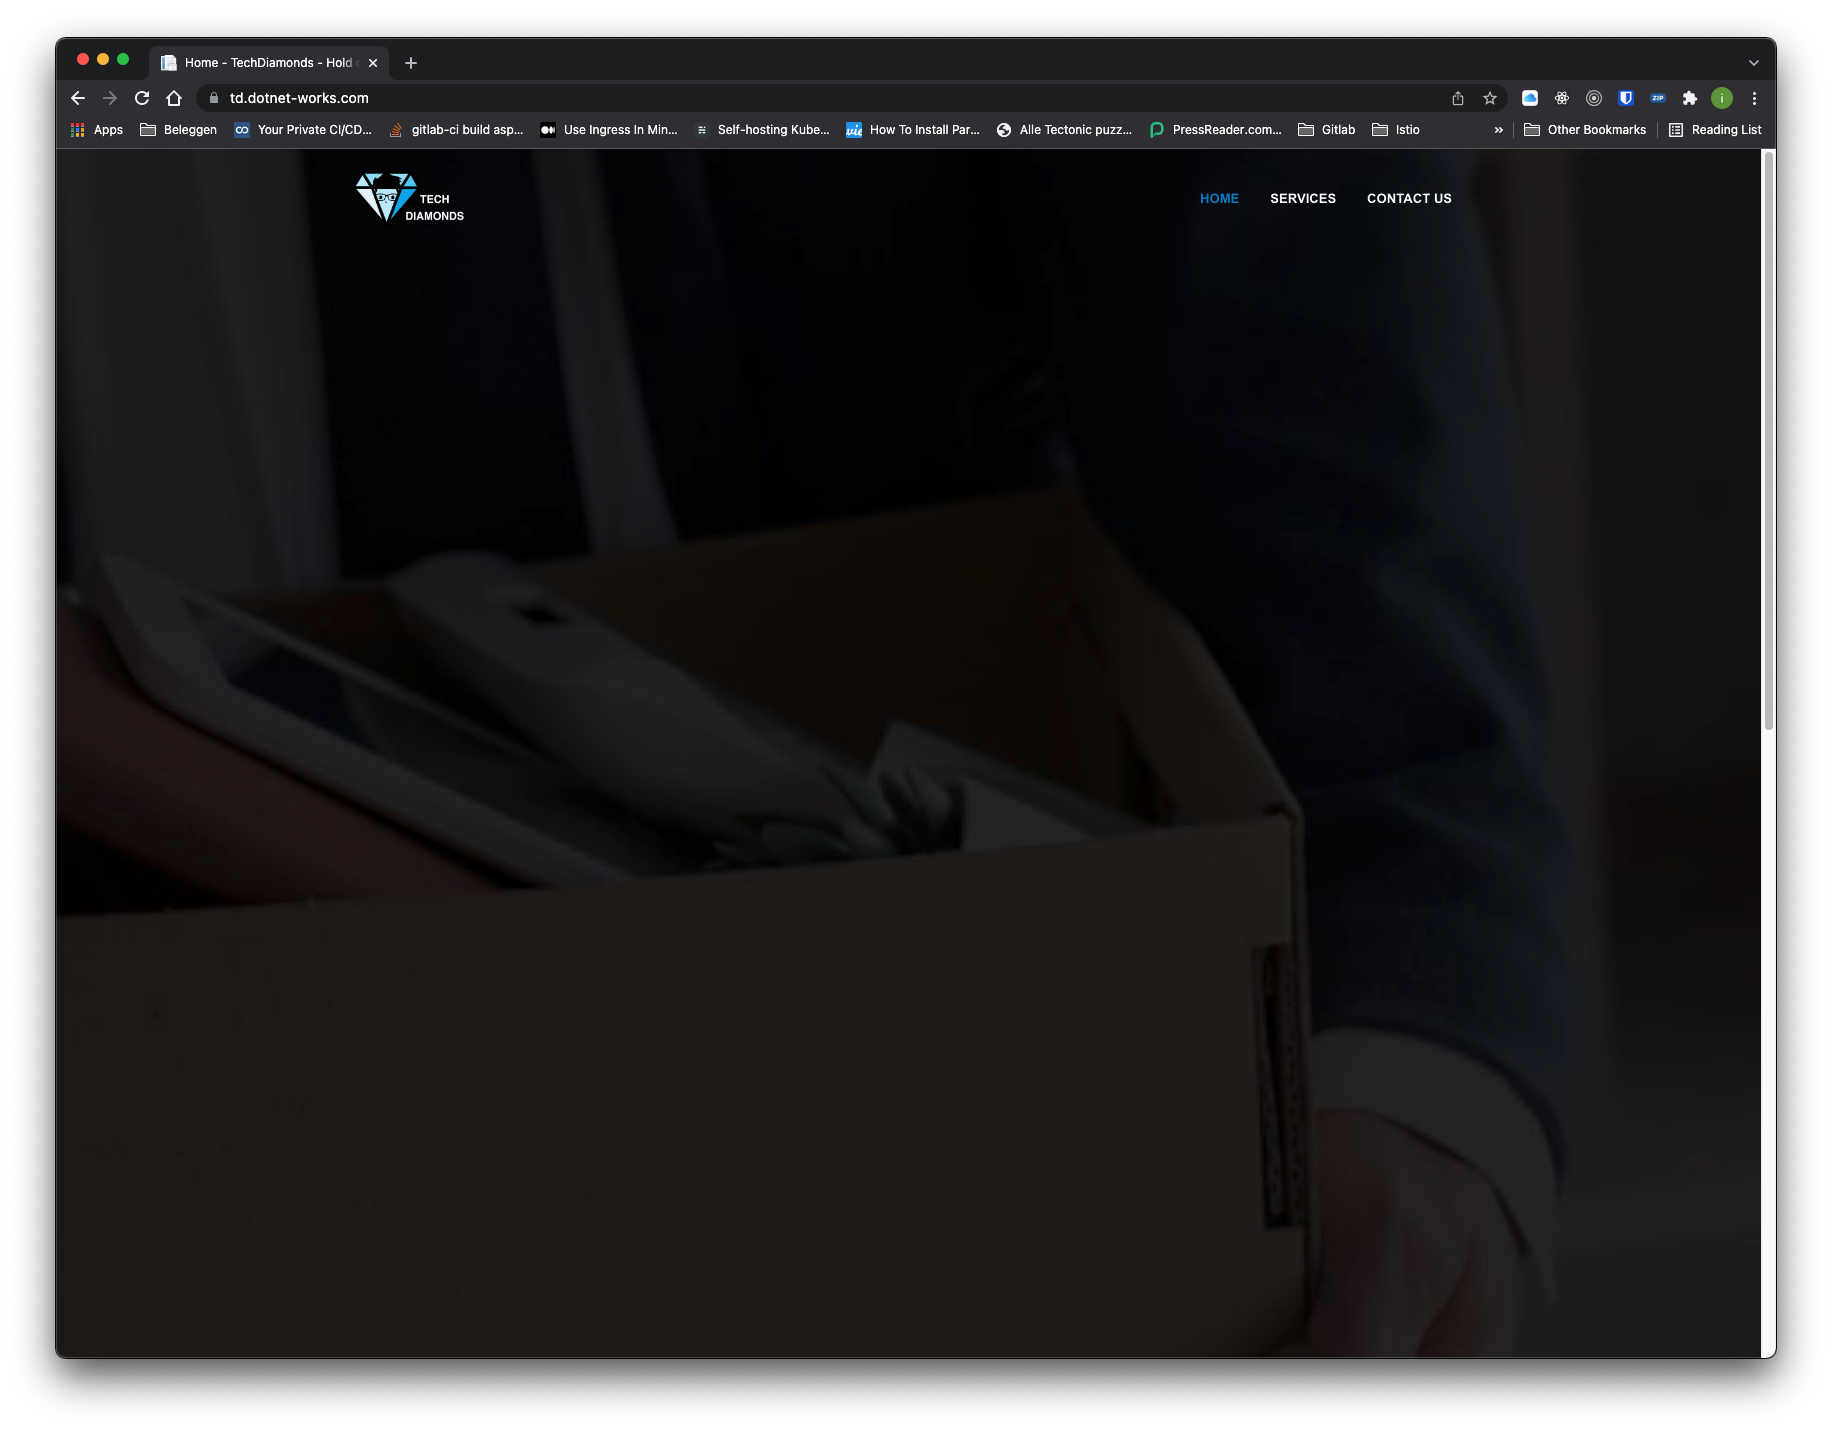 Home - TechDiamonds - Hold
td.dotnet-works.com
ZIP
i
Apps
Beleggen
Your Private CI/CD...
gitlab-ci build asp...
Use Ingress In Min...
Self-hosting Kube...
How To Install Par...
Alle Tectonic puzz...
PressReader.com...
Gitlab
Istio
»
Other Bookmarks
Reading List
TECH
DIAMONDS
HOME
SERVICES
CONTACT US